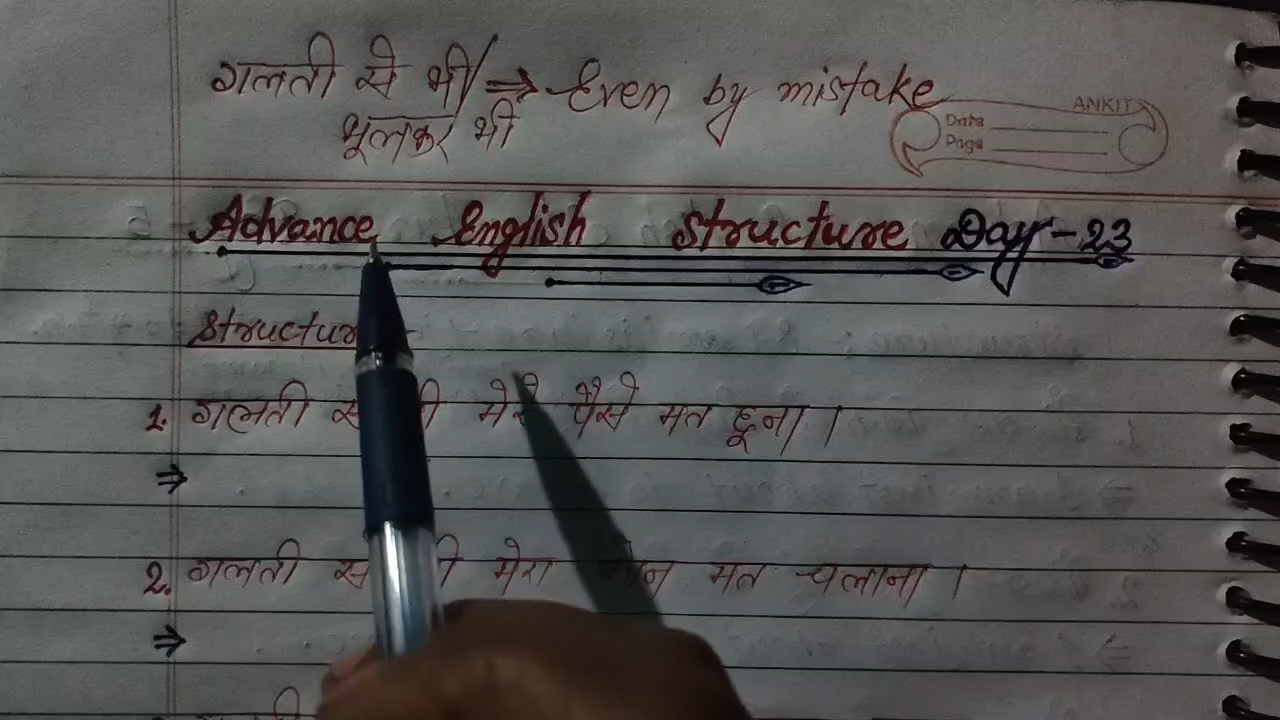 गलती से भी/ ⇒ Even by mistake
भूलकर भी
ANKIT
Date
Page
Advance English Structure Day-23
Structur
1. गलती स मेरे पैसे मत छूना।
⇒
2. गलती स मेरा मत चलाना।
⇒